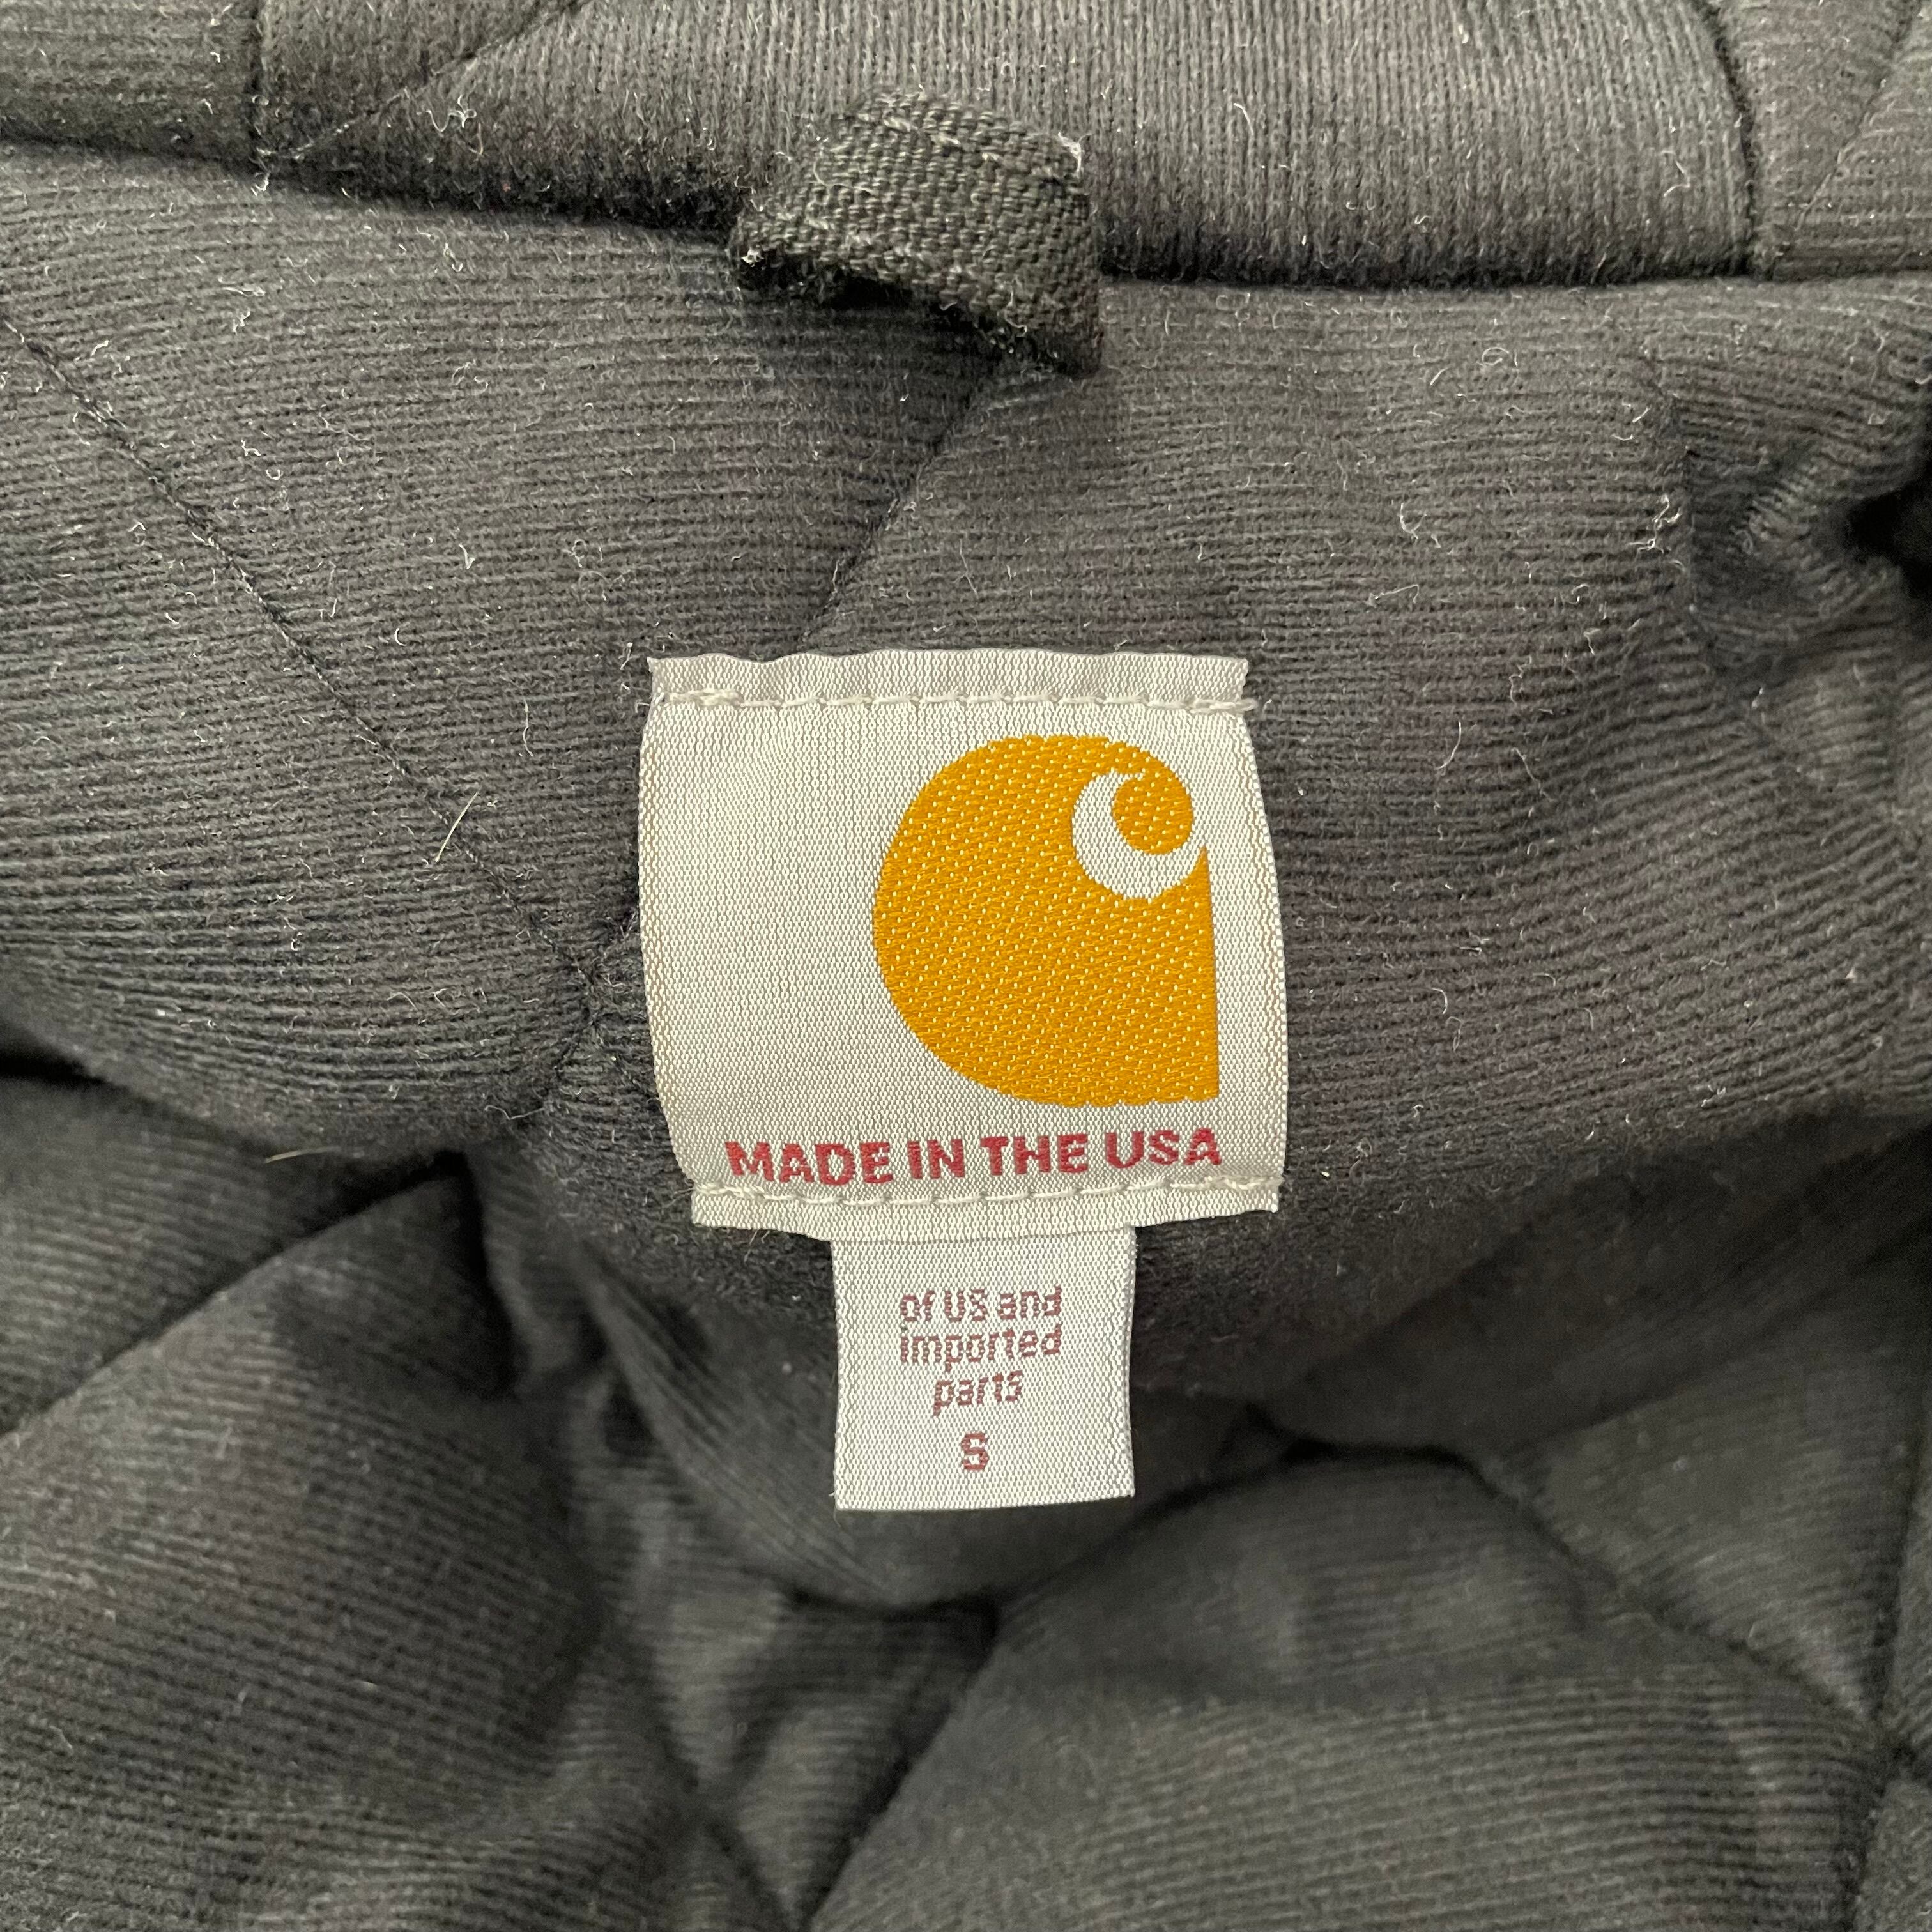 MADE IN THE USA
of US and
imported
parts
S